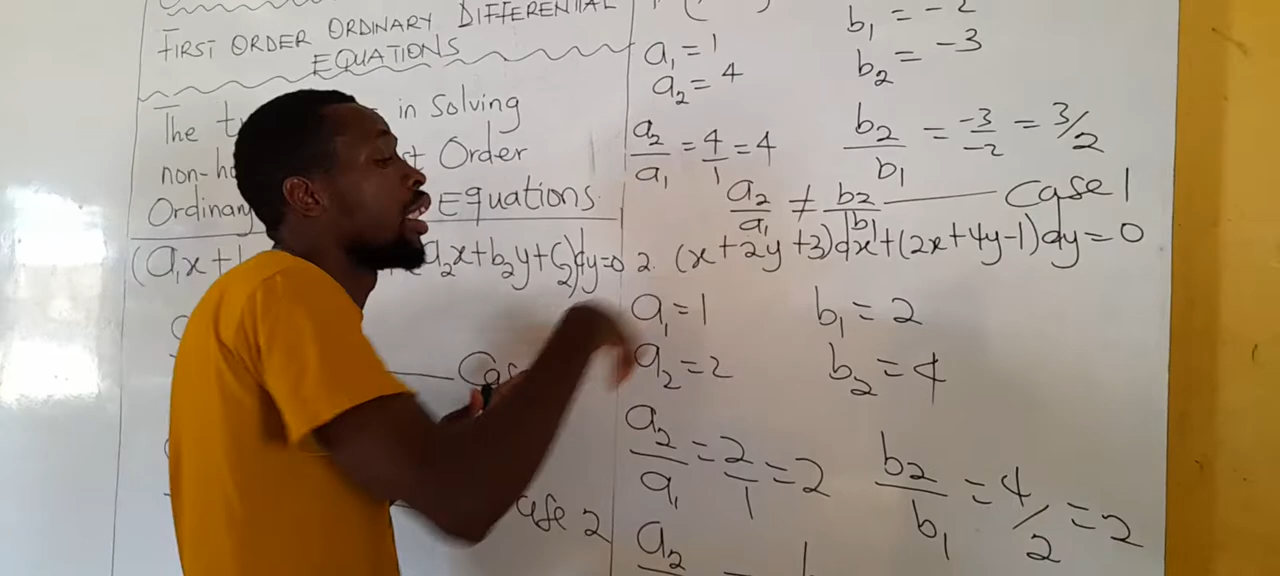 FIRST ORDER ORDINARY DIFFERENTIAL
EQUATIONS
The in Solving
Order
Ordinary Equations.
(a₁x+ a₂x+b₂y+C₂)dy=0
Case 2
b₁ = -2
a₁=1
a₂= 4
b₂ = -3
a₂/a₁ = 4/1 = 4
b₂/b₁ = -3/-2 = 3/2
a₂/a₁ ≠ b₂/b₁ —— Case 1
2. (x+2y+3)dx+(2x+4y-1)dy=0
a₁=1 b₁=2
a₂=2 b₂=4
a₂/a₁ = 2/1 = 2
b₂/b₁ = 4/2 = 2
a₂